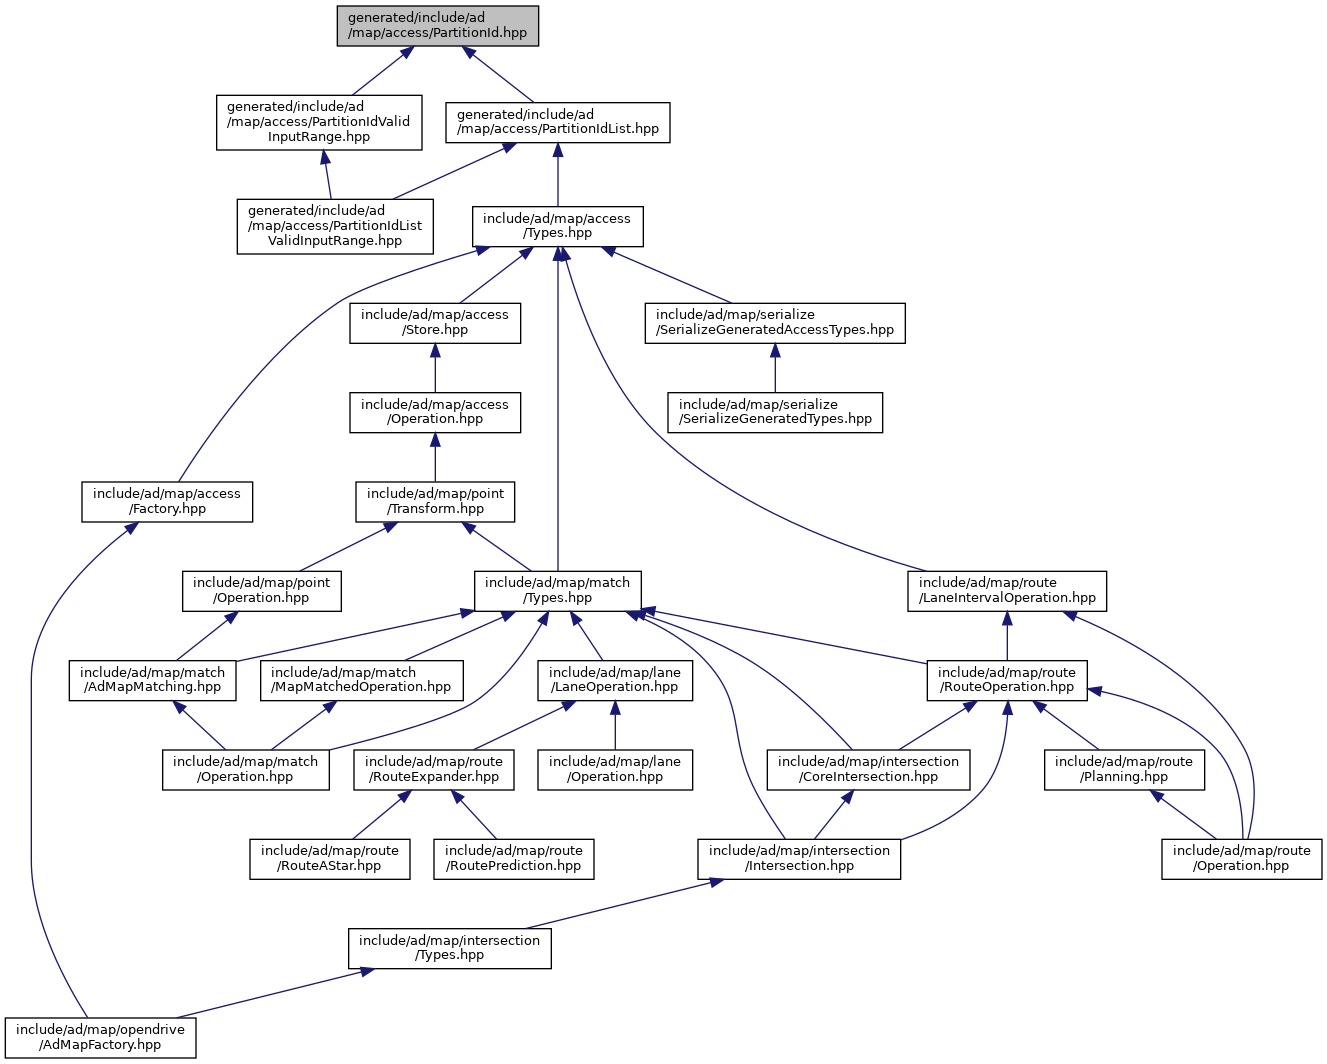 generated/include/ad
/map/access/PartitionId.hpp
generated/include/ad
/map/access/PartitionIdValid
InputRange.hpp
generated/include/ad
/map/access/PartitionIdList.hpp
generated/include/ad
/map/access/PartitionIdList
ValidInputRange.hpp
include/ad/map/access
/Types.hpp
include/ad/map/access
/Store.hpp
include/ad/map/serialize
/SerializeGeneratedAccessTypes.hpp
include/ad/map/access
/Operation.hpp
include/ad/map/serialize
/SerializeGeneratedTypes.hpp
include/ad/map/access
/Factory.hpp
include/ad/map/point
/Transform.hpp
include/ad/map/point
/Operation.hpp
include/ad/map/match
/Types.hpp
include/ad/map/route
/LaneIntervalOperation.hpp
include/ad/map/match
/AdMapMatching.hpp
include/ad/map/match
/MapMatchedOperation.hpp
include/ad/map/lane
/LaneOperation.hpp
include/ad/map/route
/RouteOperation.hpp
include/ad/map/match
/Operation.hpp
include/ad/map/route
/RouteExpander.hpp
include/ad/map/lane
/Operation.hpp
include/ad/map/intersection
/CoreIntersection.hpp
include/ad/map/route
/Planning.hpp
include/ad/map/route
/RouteAStar.hpp
include/ad/map/route
/RoutePrediction.hpp
include/ad/map/intersection
/Intersection.hpp
include/ad/map/route
/Operation.hpp
include/ad/map/intersection
/Types.hpp
include/ad/map/opendrive
/AdMapFactory.hpp